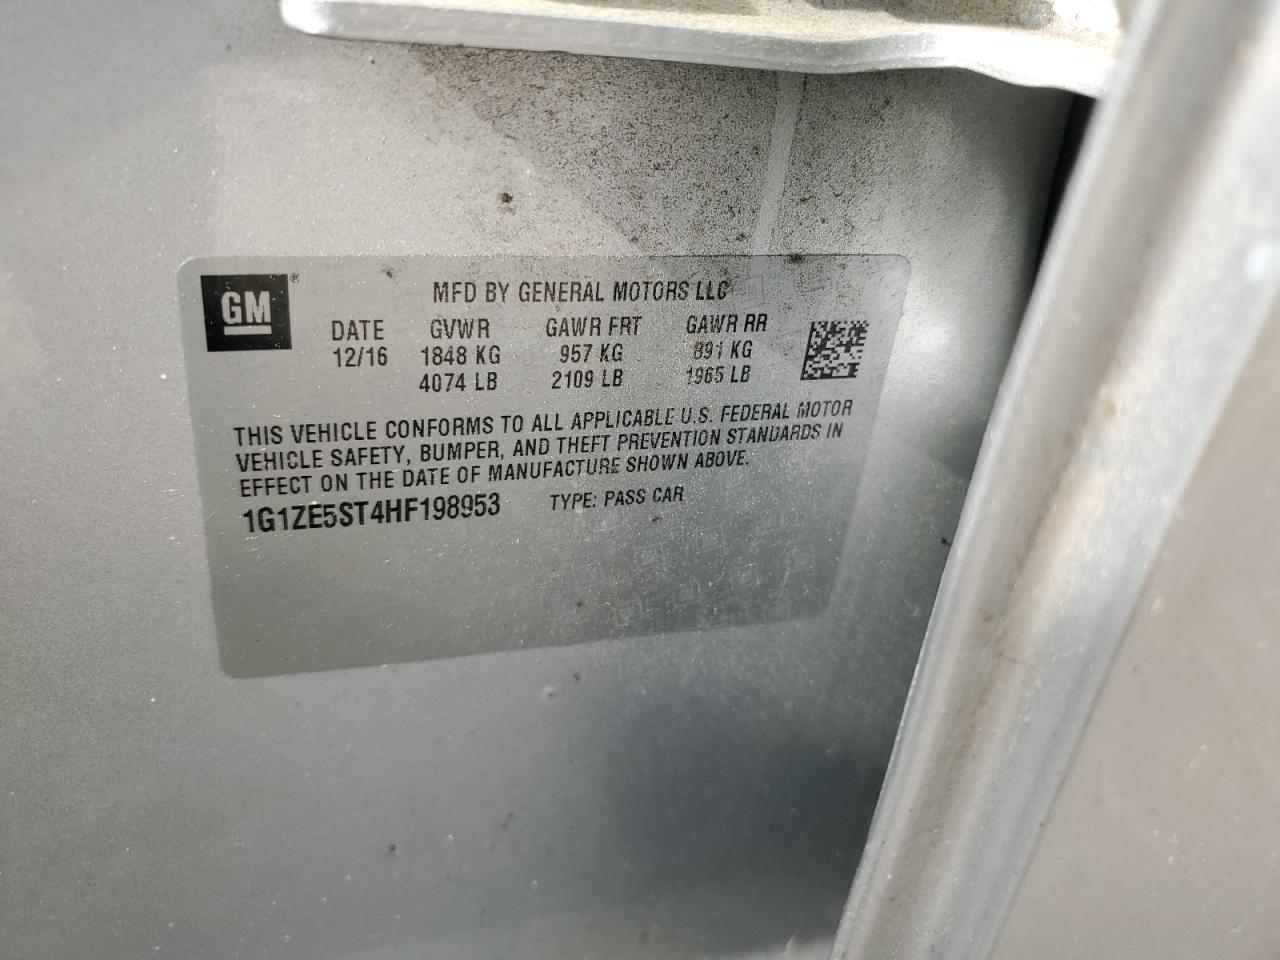 GM
®
MFD BY GENERAL MOTORS LLC
DATE GVWR GAWR FRT GAWR RR
12/16 1848 KG 957 KG 891 KG
4074 LB 2109 LB 1965 LB
THIS VEHICLE CONFORMS TO ALL APPLICABLE U.S. FEDERAL MOTOR
VEHICLE SAFETY, BUMPER, AND THEFT PREVENTION STANDARDS IN
EFFECT ON THE DATE OF MANUFACTURE SHOWN ABOVE.
1G1ZE5ST4HF198953 TYPE: PASS CAR